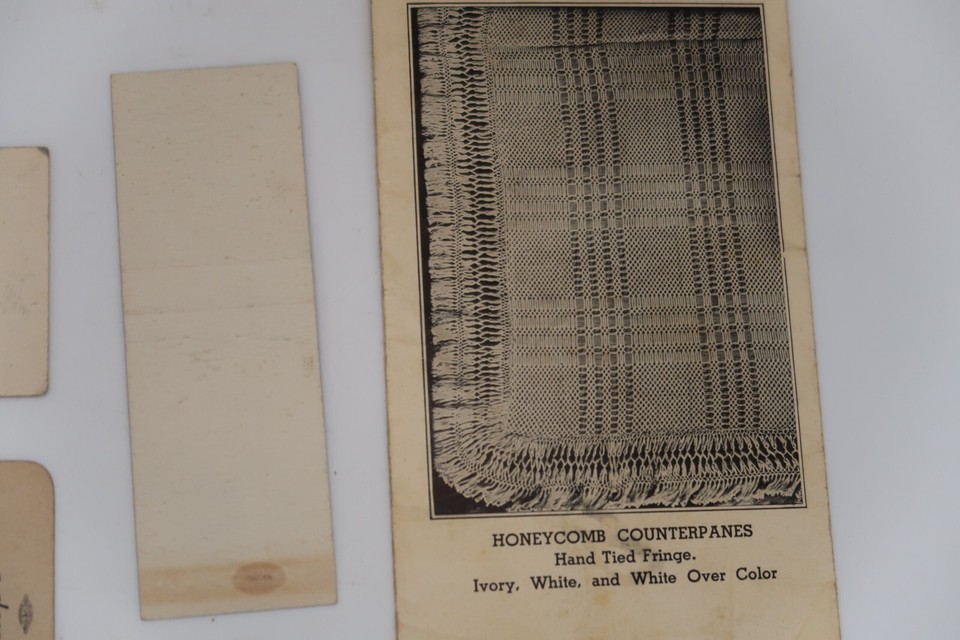 HONEYCOMB COUNTERPANES
Hand Tied Fringe.
Ivory, White, and White Over Color